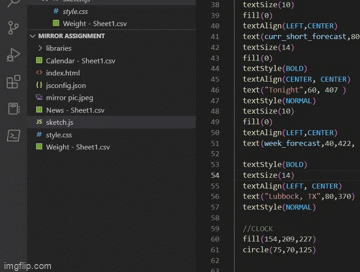 style.css
Weight - Sheet1.csv
MIRROR ASSIGNMENT
libraries
Calendar - Sheet1.csv
index.html
jsconfig.json
mirror pic.jpeg
News - Sheet1.csv
sketch.js
style.css
Weight - Sheet1.csv
38 textSize(10)
39 fill(0)
40 textAlign(LEFT,CENTER)
41 text(curr_short_forecast,80
42 textSize(14)
43 fill(0)
44 textStyle(BOLD)
45 textAlign(CENTER, CENTER)
46 text("Tonight",60, 407 )
47 textStyle(NORMAL)
48 textSize(10)
49 fill(0)
50 textAlign(LEFT,CENTER)
51 text(week_forecast,40,422,
52
53 textStyle(BOLD)
54 textSize(14)
55 textAlign(LEFT, CENTER)
56 text("Lubbock, TX",80,370)
57 textStyle(NORMAL)
58
59 //CLOCK
60 fill(154,209,227)
61 circle(75,70,125)
62
63
imgflip.com